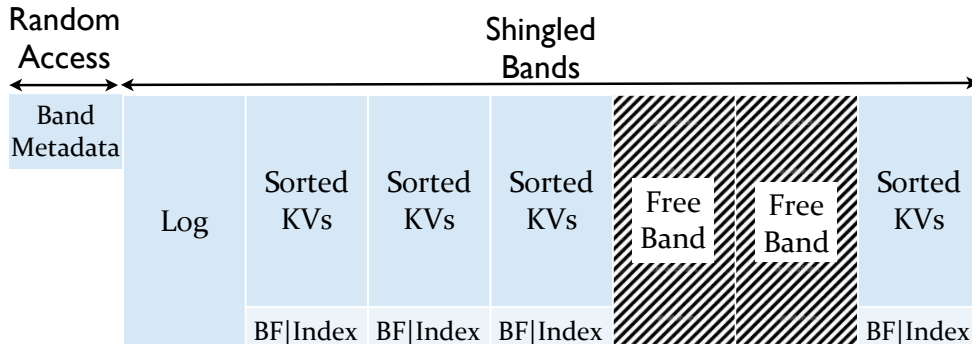 Random
Access
Shingled
Bands
Band
Metadata
Log
Sorted
KVs
BF|Index
Sorted
KVs
BF|Index
Sorted
KVs
BF|Index
Free
Band
Free
Band
Sorted
KVs
BF|Index